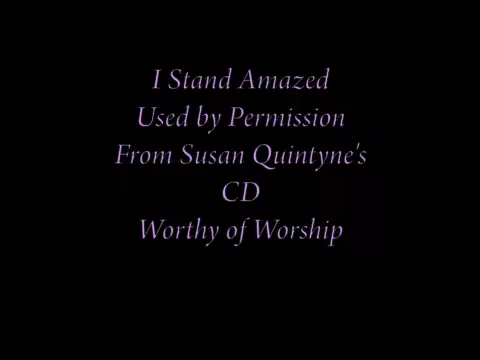 I Stand Amazed
Used by Permission
From Susan Quintyne's
CD
Worthy of Worship